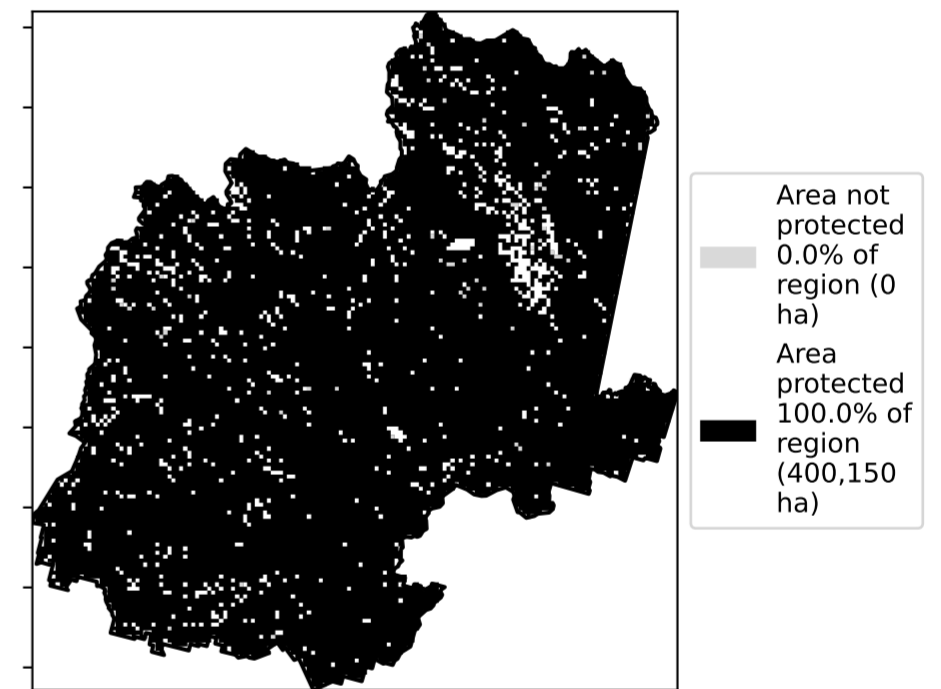 Area not
protected
0.0% of
region (0
ha)
Area
protected
100.0% of
region
(400,150
ha)